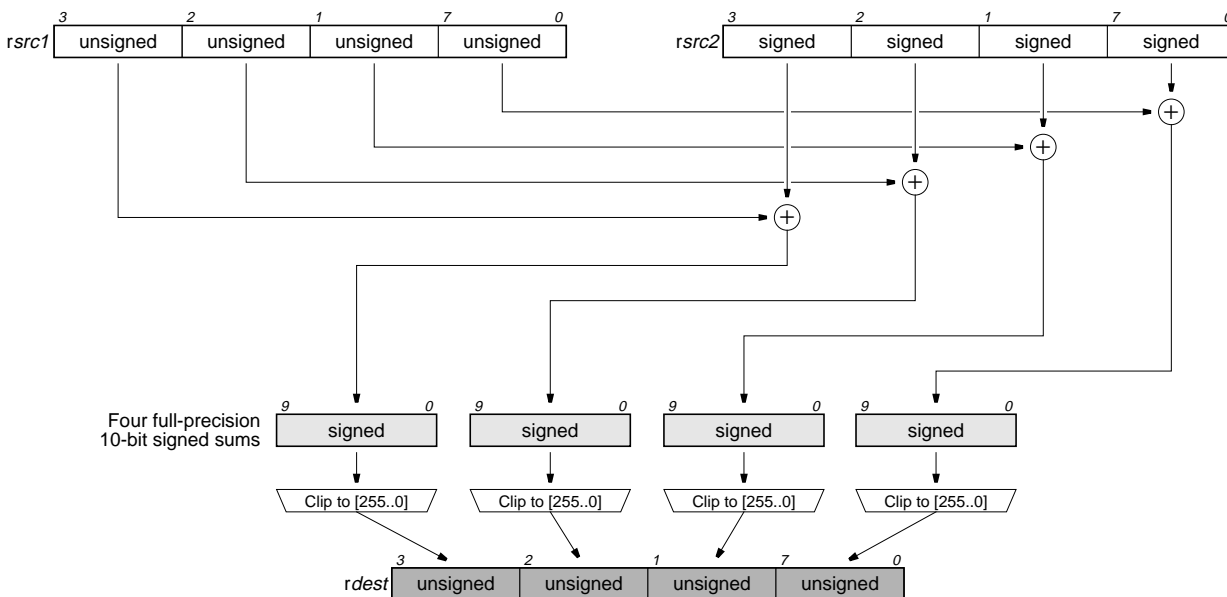 3 2 1 7 0
rsrc1 unsigned unsigned unsigned unsigned
3 2 1 7 0
rsrc2 signed signed signed signed
+
+
+
+
Four full-precision
10-bit signed sums
9 0
signed
9 0
signed
9 0
signed
9 0
signed
Clip to [255..0]
Clip to [255..0]
Clip to [255..0]
Clip to [255..0]
3 2 1 7 0
rdest unsigned unsigned unsigned unsigned